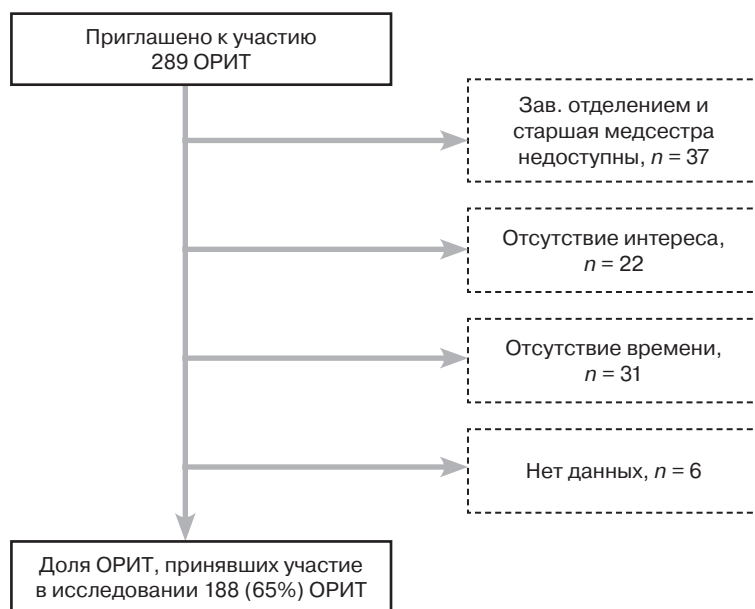 Приглашено к участию
289 ОРИТ
Зав. отделением и
старшая медсестра
недоступны, n = 37
Отсутствие интереса,
n = 22
Отсутствие времени,
n = 31
Нет данных, n = 6
Доля ОРИТ, принявших участие
в исследовании 188 (65%) ОРИТ